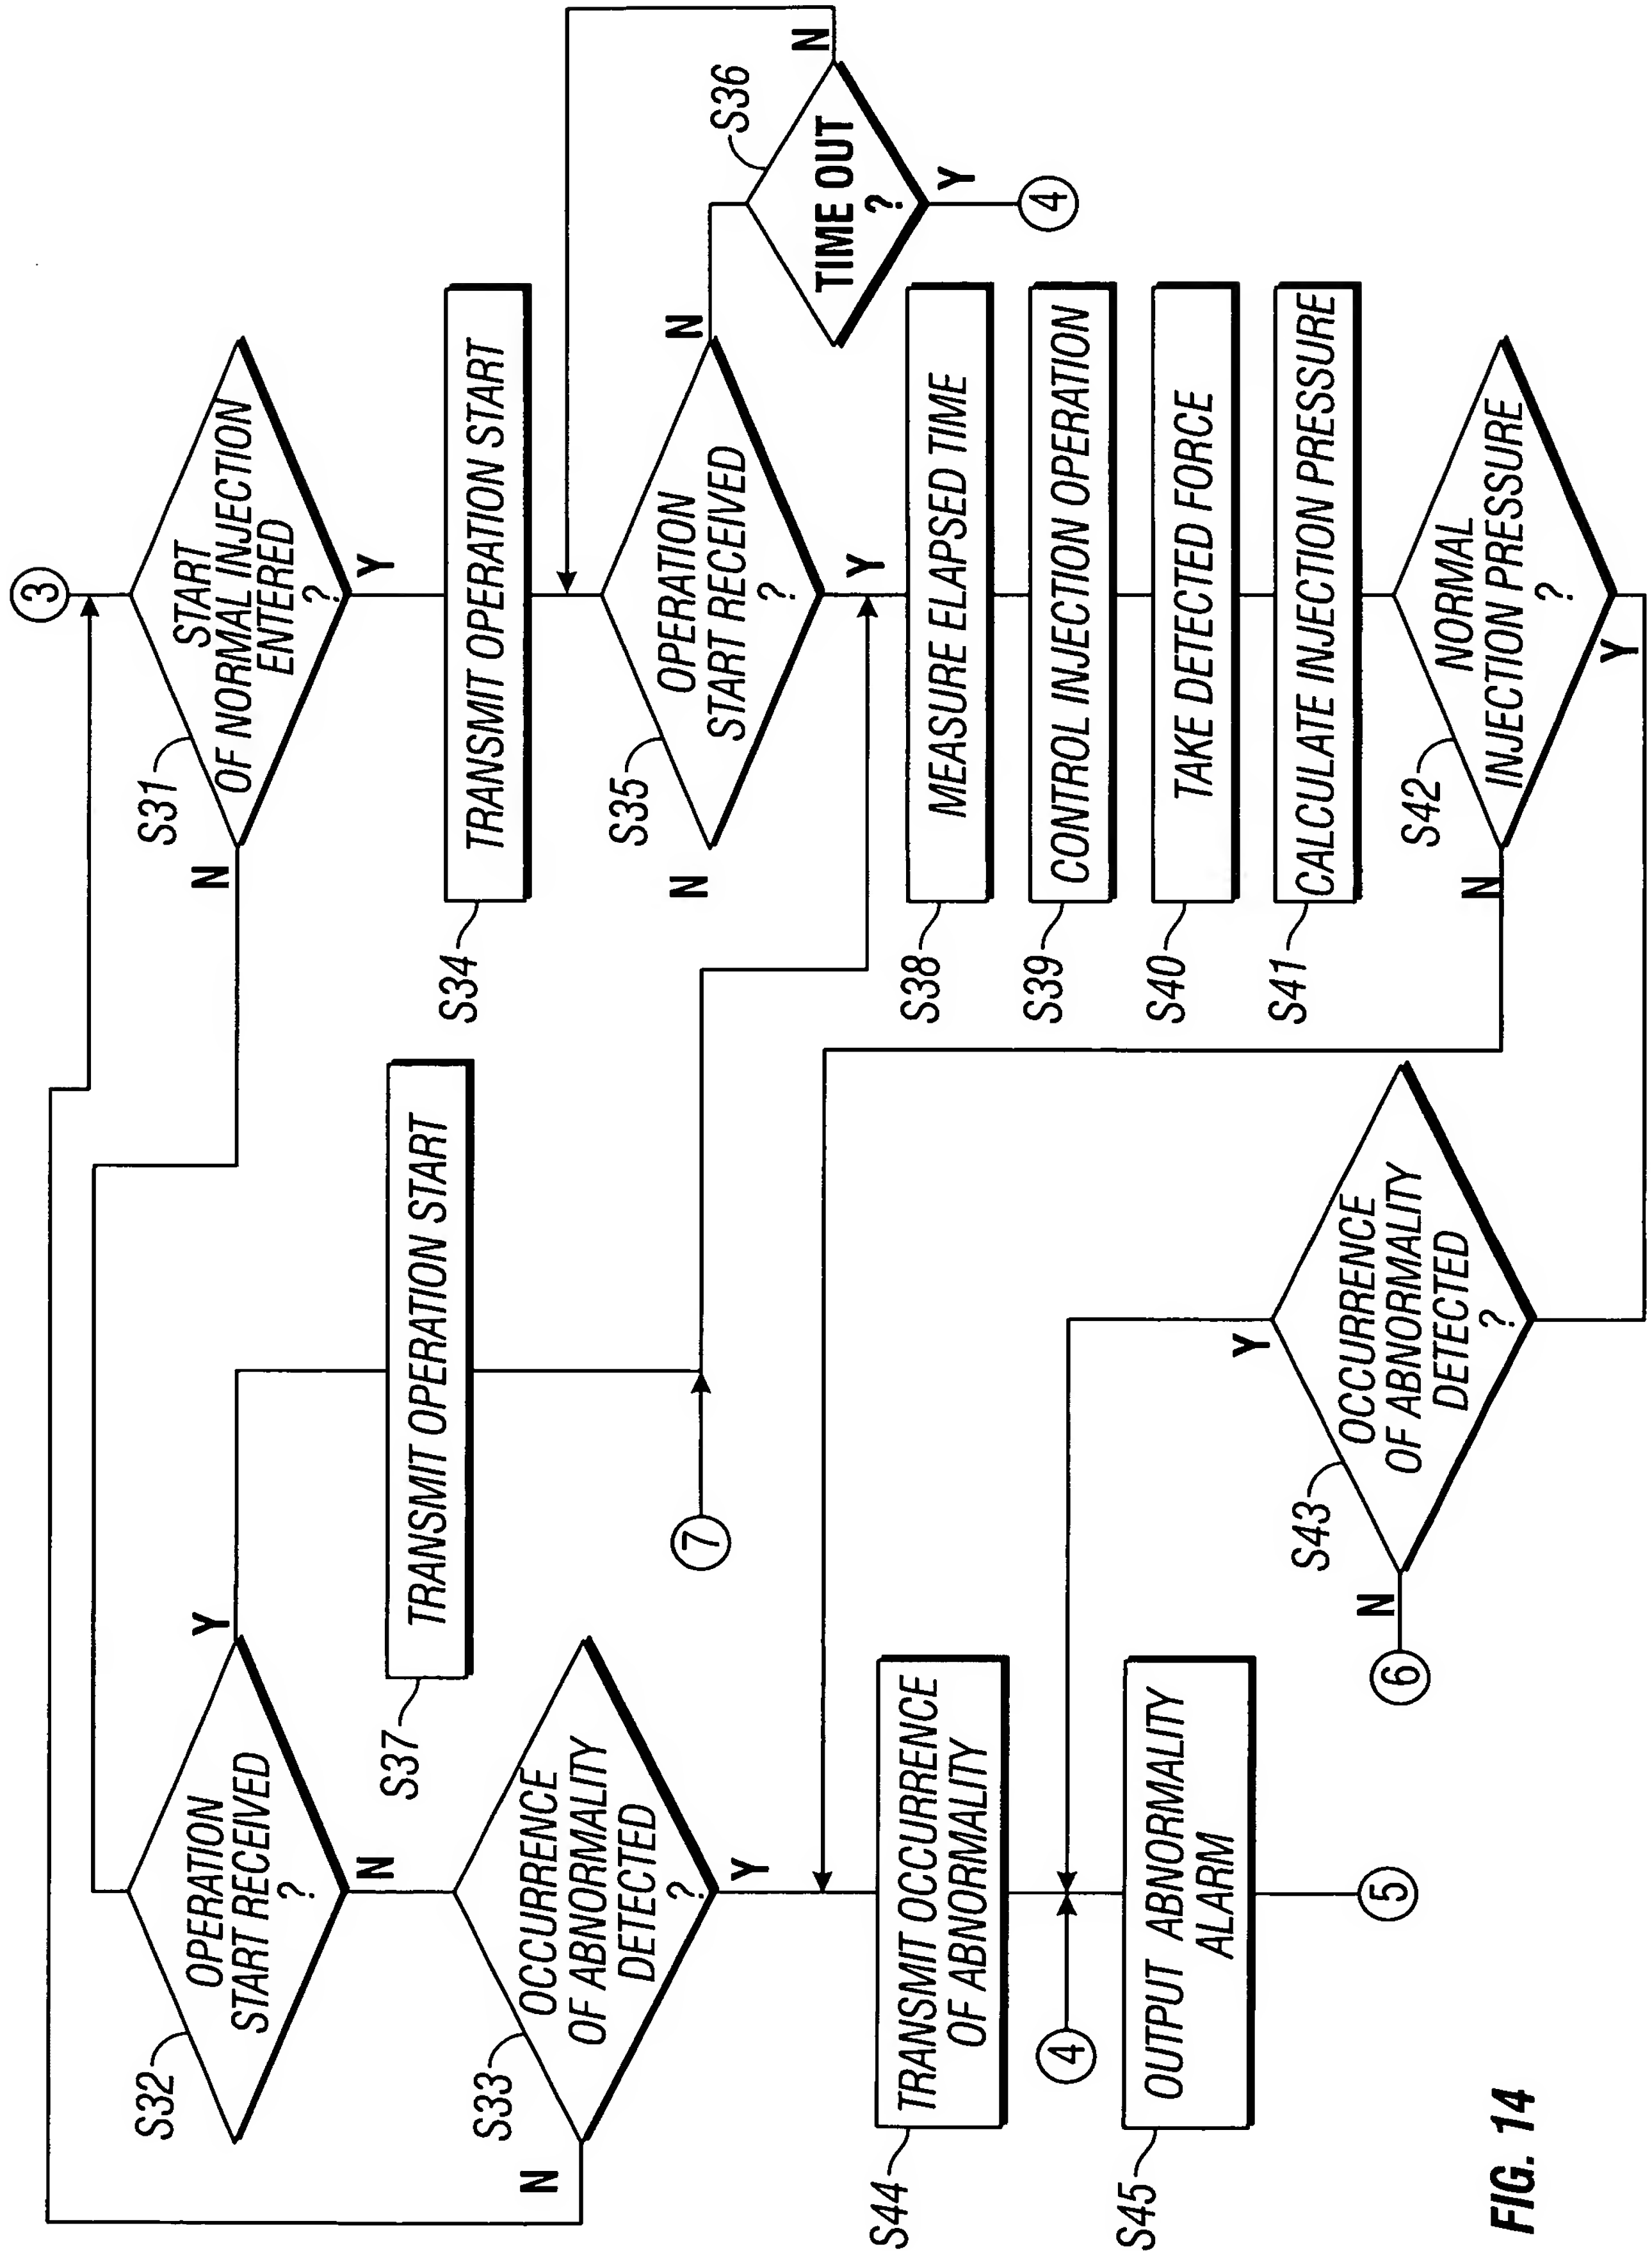 3
S31
START
OF NORMAL INJECTION
ENTERED
?
N
Y
S32
OPERATION
START RECEIVED
?
Y
N
S33
OCCURRENCE
OF ABNORMALITY
DETECTED
?
N
Y
S34
TRANSMIT OPERATION START
S35
OPERATION
START RECEIVED
?
N
N
Y
S36
TIME OUT
?
N
Y
4
S37
TRANSMIT OPERATION START
7
S38
MEASURE ELAPSED TIME
S39
CONTROL INJECTION OPERATION
S40
TAKE DETECTED FORCE
S41
CALCULATE INJECTION PRESSURE
S42
NORMAL
INJECTION PRESSURE
?
N
Y
S43
OCCURRENCE
OF ABNORMALITY
DETECTED
?
Y
N
6
S44
TRANSMIT OCCURRENCE
OF ABNORMALITY
4
S45
OUTPUT ABNORMALITY
ALARM
5
FIG. 14